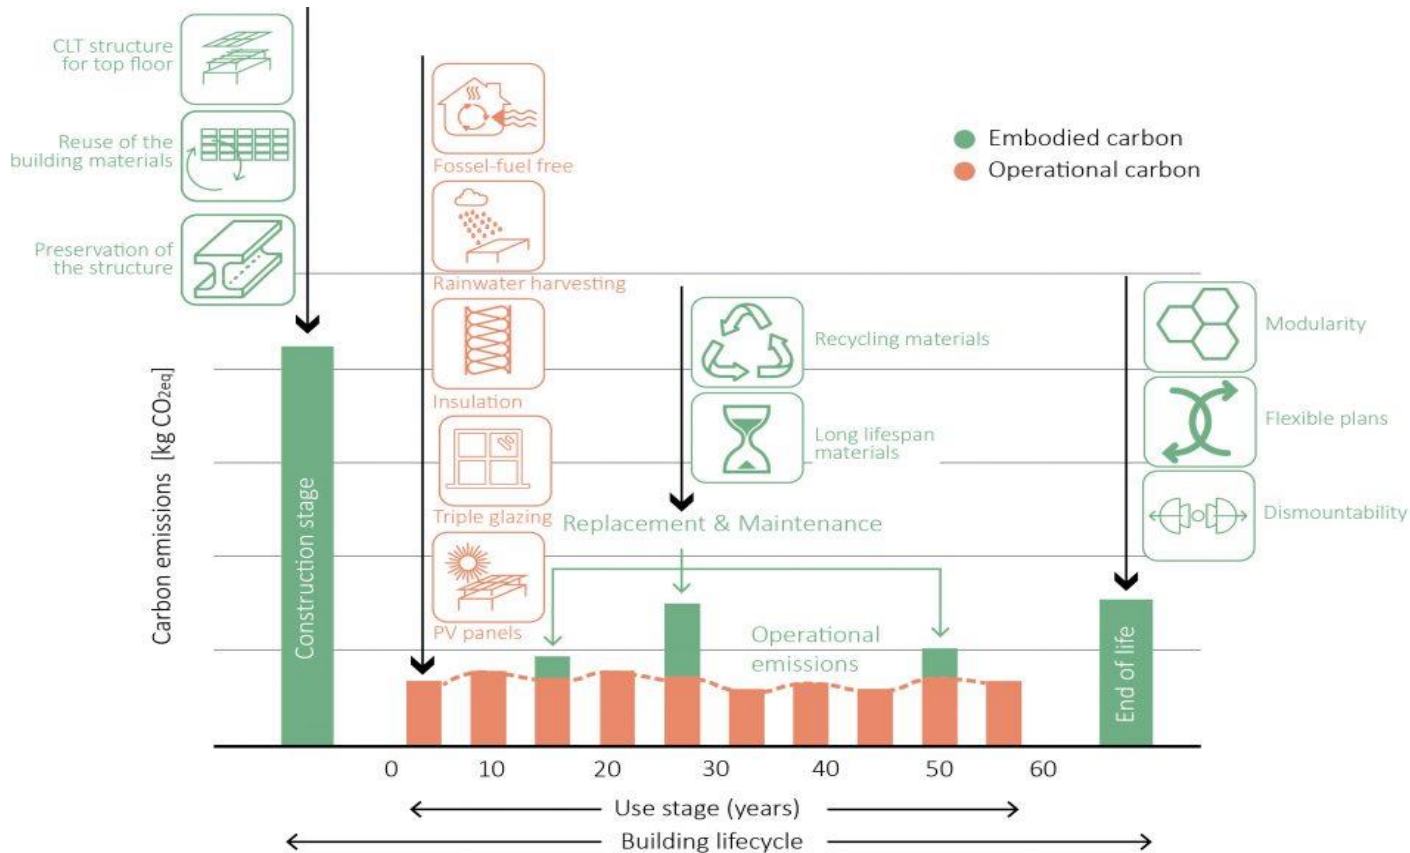 CLT structure
for top floor
Reuse of the
building materials
Preservation of
the structure
Fossel-fuel free
Rainwater harvesting
Insulation
Triple glazing
PV panels
Embodied carbon
Operational carbon
Recycling materials
Long lifespan
materials
Replacement & Maintenance
Operational
emissions
Modularity
Flexible plans
Dismountability
Carbon emissions [kg CO2eq]
Construction stage
End of life
0 10 20 30 40 50 60
Use stage (years)
Building lifecycle